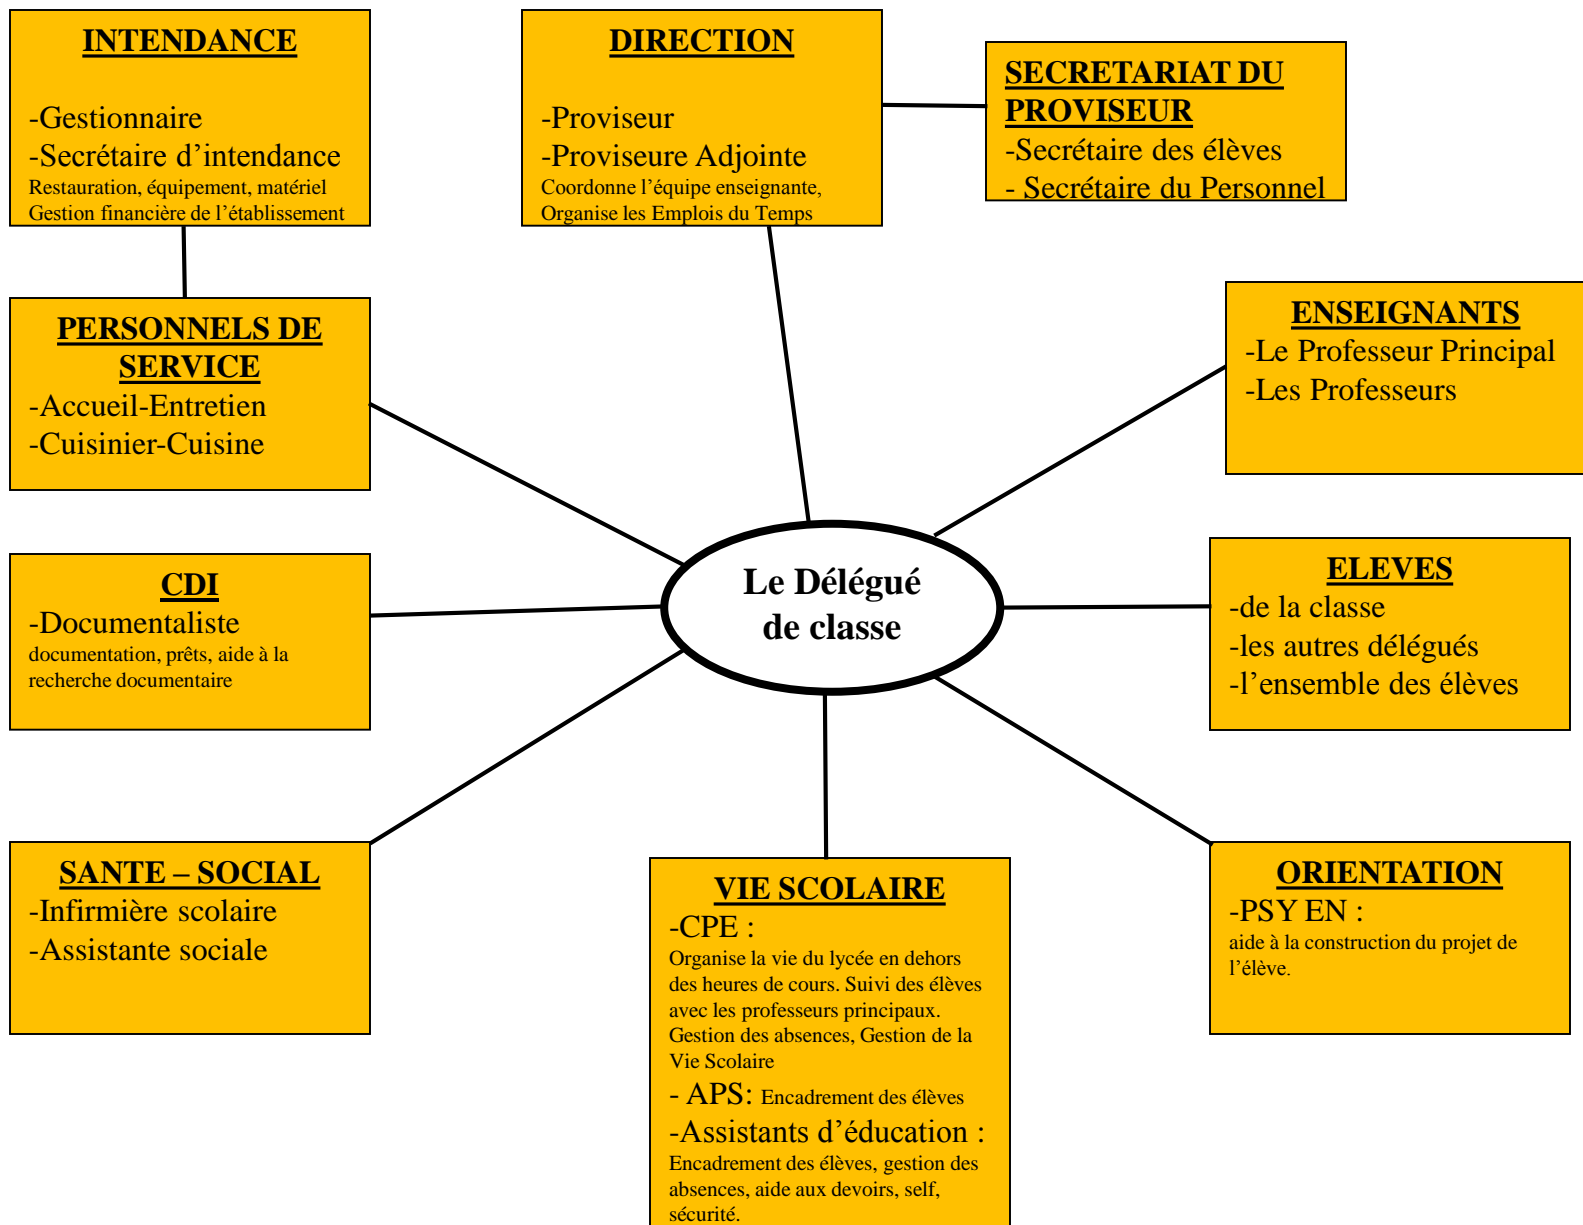 INTENDANCE
-Gestionnaire
-Secrétaire d’intendance
Restauration, équipement, matériel
Gestion financière de l’établissement
DIRECTION
-Proviseur
-Proviseure Adjointe
Coordonne l’équipe enseignante,
Organise les Emplois du Temps
SECRETARIAT DU
PROVISEUR
-Secrétaire des élèves
- Secrétaire du Personnel
PERSONNELS DE
SERVICE
-Accueil-Entretien
-Cuisinier-Cuisine
ENSEIGNANTS
-Le Professeur Principal
-Les Professeurs
CDI
-Documentaliste
documentation, prêts, aide à la
recherche documentaire
Le Délégué
de classe
ELEVES
-de la classe
-les autres délégués
-l’ensemble des élèves
SANTE – SOCIAL
-Infirmière scolaire
-Assistante sociale
VIE SCOLAIRE
-CPE :
Organise la vie du lycée en dehors
des heures de cours. Suivi des élèves
avec les professeurs principaux.
Gestion des absences, Gestion de la
Vie Scolaire
- APS: Encadrement des élèves
-Assistants d’éducation :
Encadrement des élèves, gestion des
absences, aide aux devoirs, self,
sécurité.
ORIENTATION
-PSY EN :
aide à la construction du projet de
l’élève.